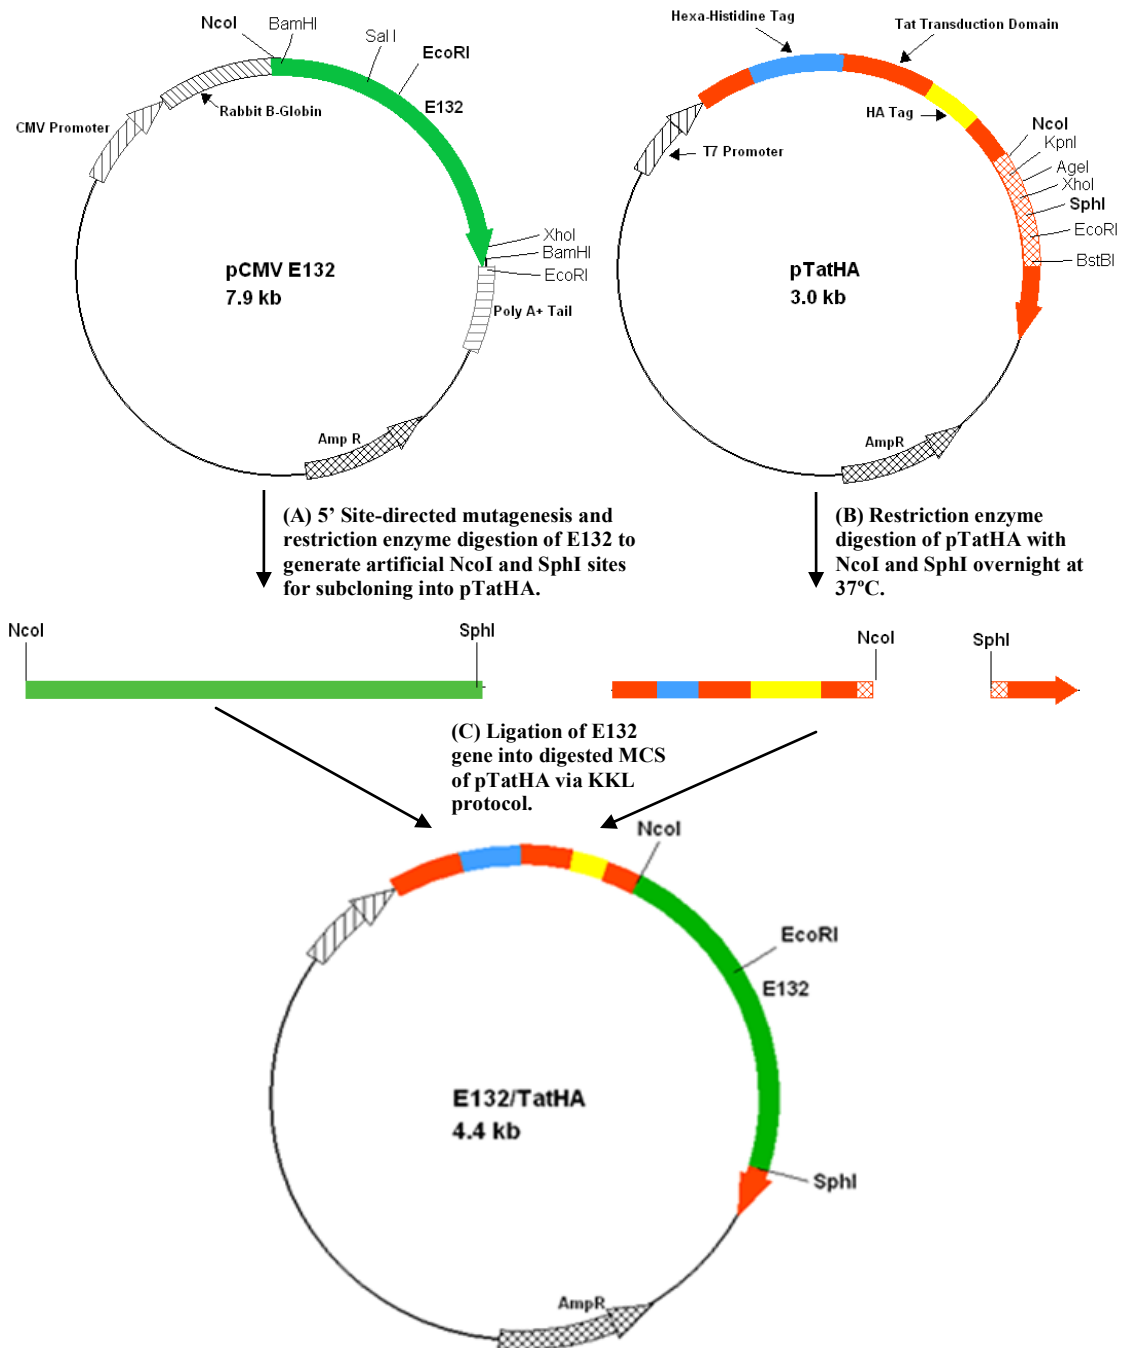 NcoI
BamHI
Sal I
EcoRI
E132
Rabbit B-Globin
CMV Promoter
XhoI
BamHI
EcoRI
pCMV E132
7.9 kb
Poly A+ Tail
Amp R
Hexa-Histidine Tag
Tat Transduction Domain
HA Tag
T7 Promoter
NcoI
KpnI
AgeI
XhoI
SphI
EcoRI
BstBI
pTatHA
3.0 kb
AmpR
(A) 5’ Site-directed mutagenesis and
restriction enzyme digestion of E132 to
generate artificial NcoI and SphI sites
for subcloning into pTatHA.
(B) Restriction enzyme
digestion of pTatHA with
NcoI and SphI overnight at
37ºC.
NcoI
SphI
NcoI
SphI
(C) Ligation of E132
gene into digested MCS
of pTatHA via KKL
protocol.
NcoI
EcoRI
E132
E132/TatHA
4.4 kb
SphI
AmpR